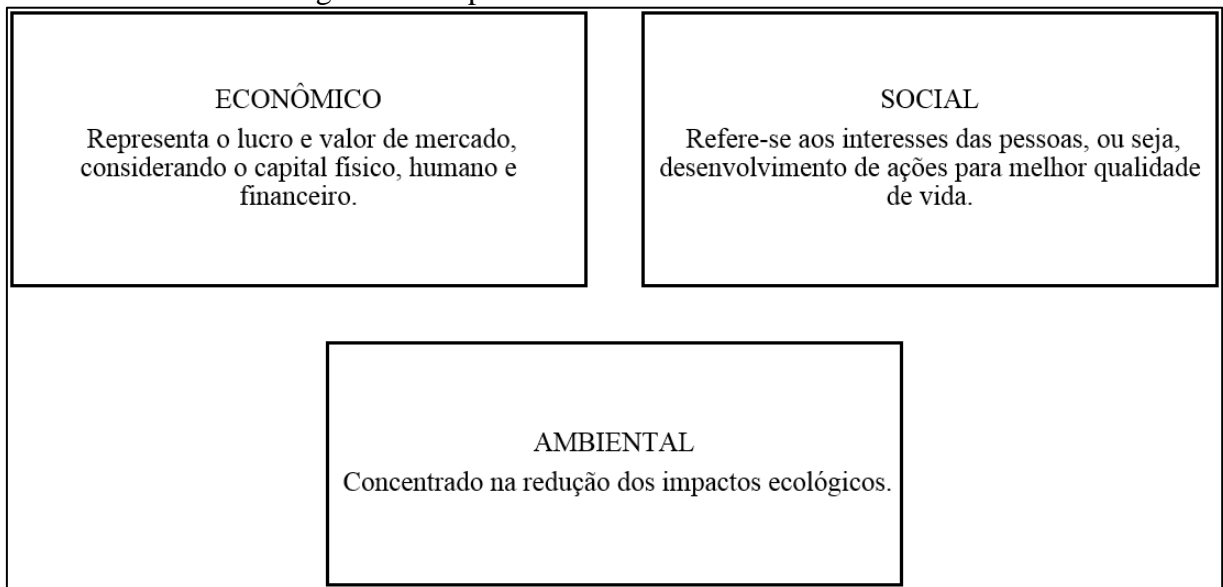 ECONÔMICO
Representa o lucro e valor de mercado,
considerando o capital físico, humano e
financeiro.
SOCIAL
Refere-se aos interesses das pessoas, ou seja,
desenvolvimento de ações para melhor qualidade
de vida.
AMBIENTAL
Concentrado na redução dos impactos ecológicos.